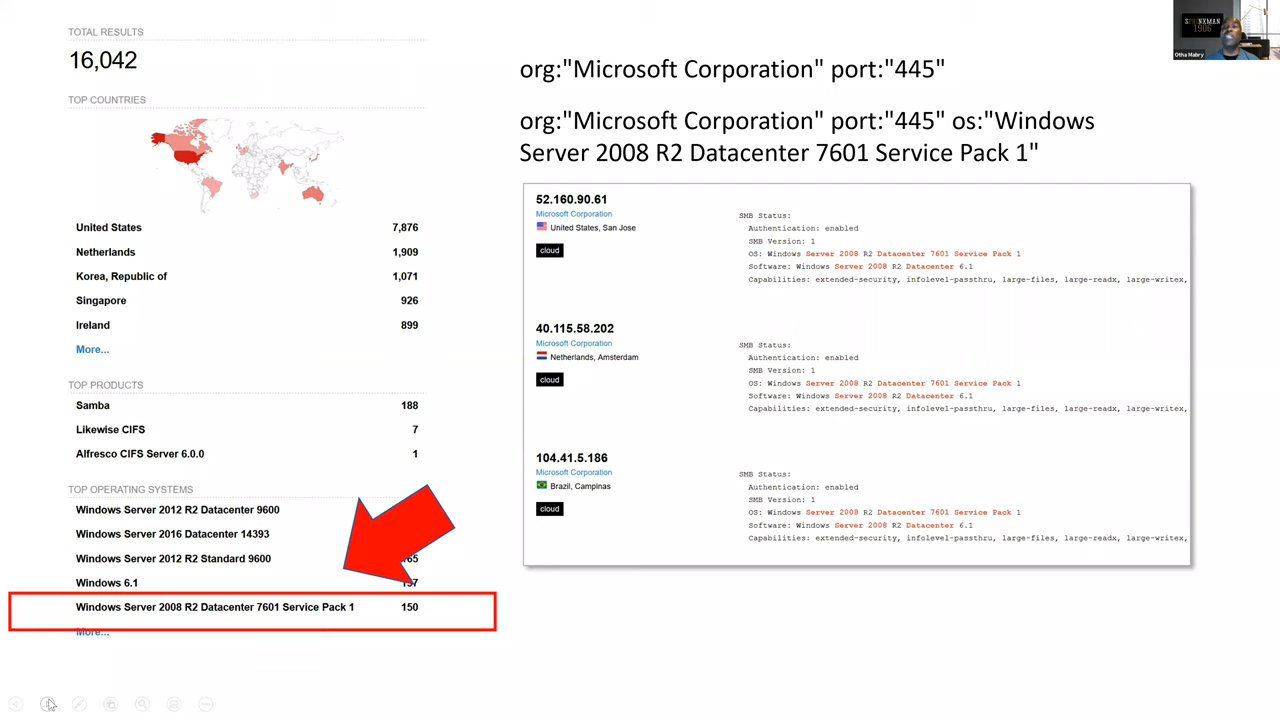 TOTAL RESULTS
16,042
TOP COUNTRIES
United States 7,876
Netherlands 1,909
Korea, Republic of 1,071
Singapore 926
Ireland 899
More...
TOP PRODUCTS
Samba 188
Likewise CIFS 7
Alfresco CIFS Server 6.0.0 1
TOP OPERATING SYSTEMS
Windows Server 2012 R2 Datacenter 9600
Windows Server 2016 Datacenter 14393
Windows Server 2012 R2 Standard 9600
Windows 6.1
Windows Server 2008 R2 Datacenter 7601 Service Pack 1 150
More...
org:"Microsoft Corporation" port:"445"
org:"Microsoft Corporation" port:"445" os:"Windows
Server 2008 R2 Datacenter 7601 Service Pack 1"
52.160.90.61
Microsoft Corporation
United States, San Jose
cloud
SMB Status:
Authentication: enabled
SMB Version: 1
OS: Windows Server 2008 R2 Datacenter 7601 Service Pack 1
Software: Windows Server 2008 R2 Datacenter 6.1
Capabilities: extended-security, infolevel-passthru, large-files, large-readx, large-writex,
40.115.58.202
Microsoft Corporation
Netherlands, Amsterdam
cloud
SMB Status:
Authentication: enabled
SMB Version: 1
OS: Windows Server 2008 R2 Datacenter 7601 Service Pack 1
Software: Windows Server 2008 R2 Datacenter 6.1
Capabilities: extended-security, infolevel-passthru, large-files, large-readx, large-writex,
104.41.5.186
Microsoft Corporation
Brazil, Campinas
cloud
SMB Status:
Authentication: enabled
SMB Version: 1
OS: Windows Server 2008 R2 Datacenter 7601 Service Pack 1
Software: Windows Server 2008 R2 Datacenter 6.1
Capabilities: extended-security, infolevel-passthru, large-files, large-readx, large-writex,
SPHINXMAN
1906
Otha Mabry